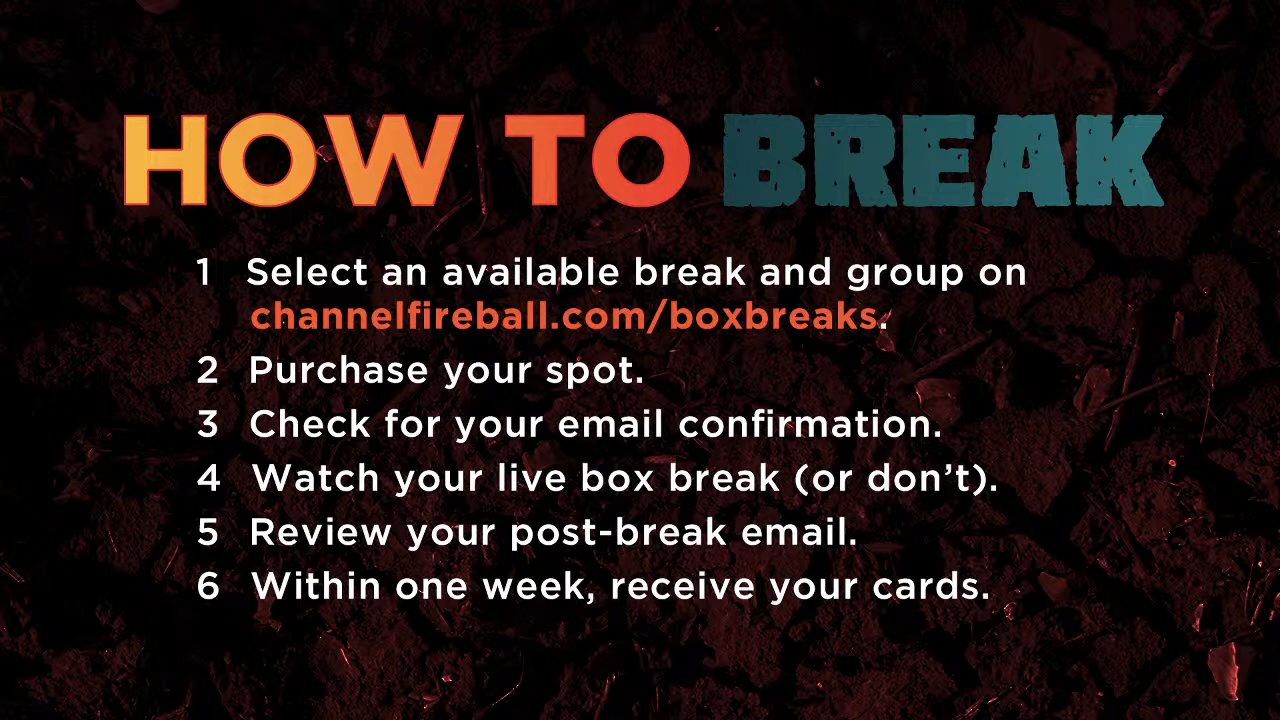 HOW TO BREAK
1 Select an available break and group on
channelfireball.com/boxbreaks.
2 Purchase your spot.
3 Check for your email confirmation.
4 Watch your live box break (or don’t).
5 Review your post-break email.
6 Within one week, receive your cards.